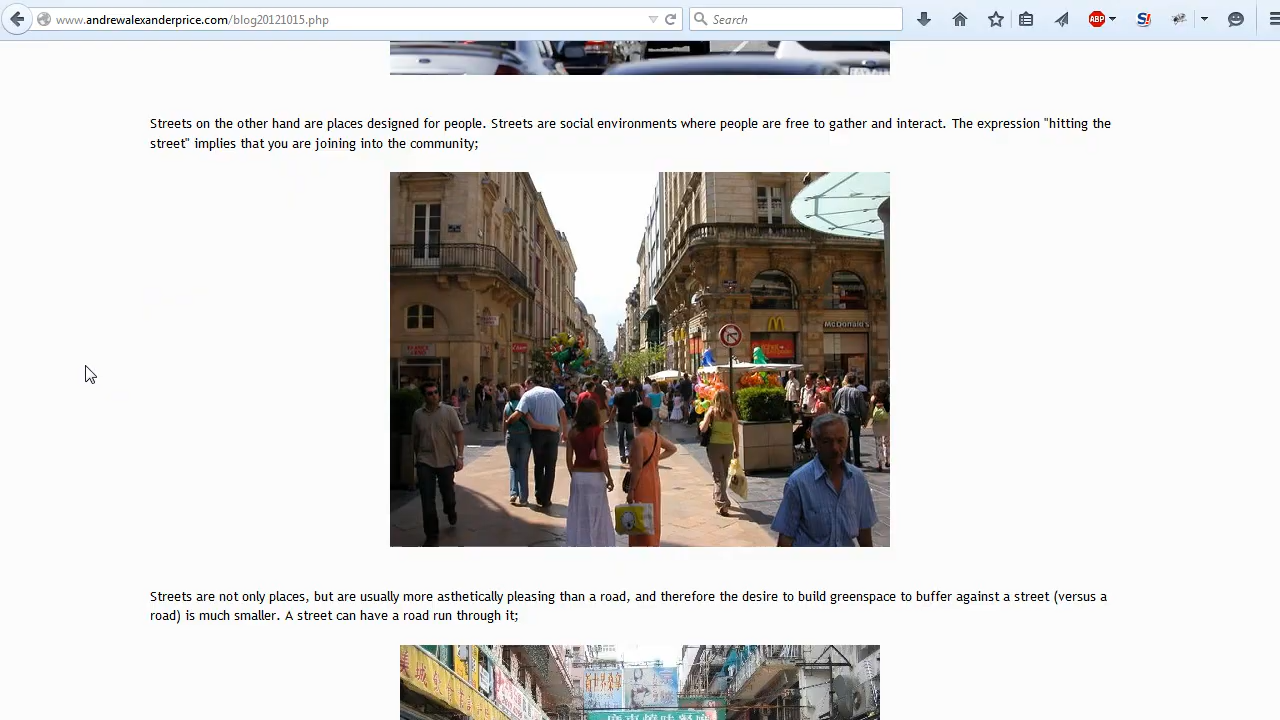 www.andrewalexanderprice.com/blog20121015.php
Search
ABP
S!
Streets on the other hand are places designed for people. Streets are social environments where people are free to gather and interact. The expression "hitting the
street" implies that you are joining into the community;
McDonald's
Streets are not only places, but are usually more asthetically pleasing than a road, and therefore the desire to build greenspace to buffer against a street (versus a
road) is much smaller. A street can have a road run through it;